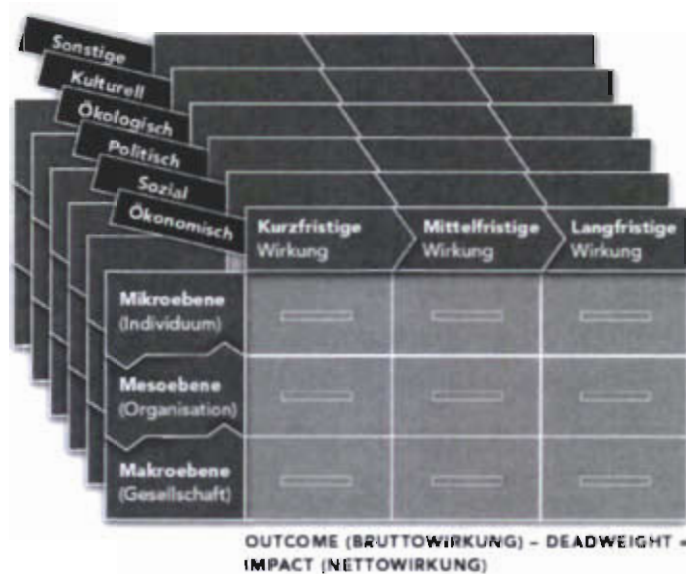 Sonstige
Kulturell
Ökologisch
Politisch
Sozial
Ökonomisch
Kurzfristige
Wirkung
Mittelfristige
Wirkung
Langfristige
Wirkung
Mikroebene
(Individuum)
Mesoebene
(Organisation)
Makroebene
(Gesellschaft)
OUTCOME (BRUTTOWIRKUNG) – DEADWEIGHT =
IMPACT (NETTOWIRKUNG)